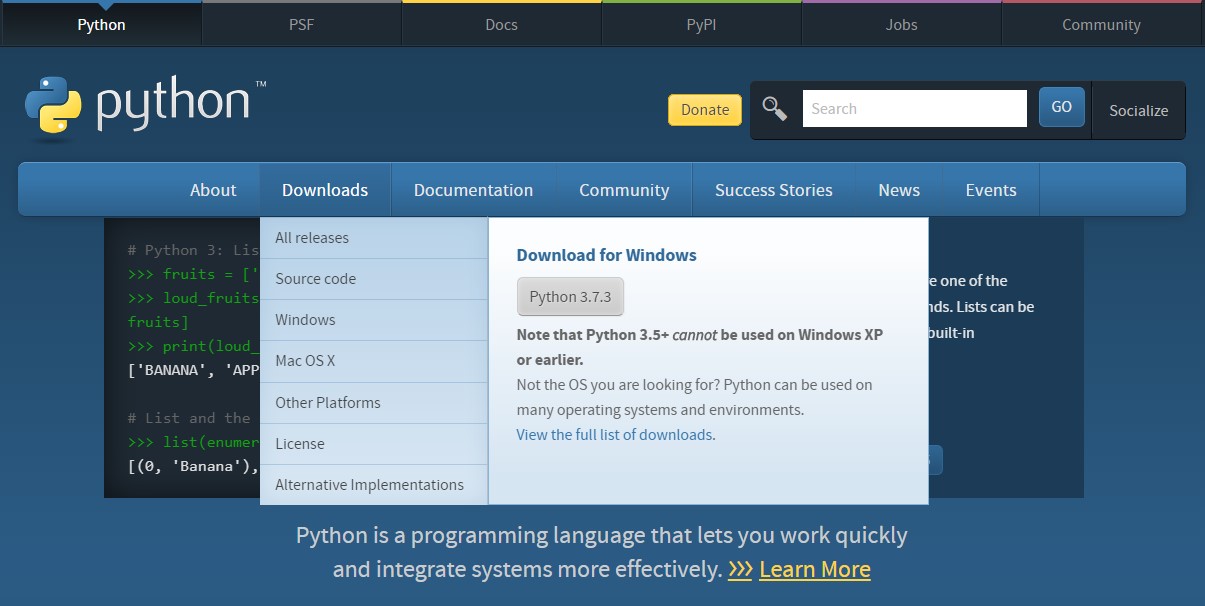 Python
PSF
Docs
PyPI
Jobs
Community
python™
Donate
Search
GO
Socialize
About
Downloads
Documentation
Community
Success Stories
News
Events
All releases
Source code
Windows
Mac OS X
Other Platforms
License
Alternative Implementations
Download for Windows
Python 3.7.3
Note that Python 3.5+ cannot be used on Windows XP
or earlier.
Not the OS you are looking for? Python can be used on
many operating systems and environments.
View the full list of downloads.
# Python 3:
>>> fruits = ['
>>> loud_fruits
fruits]
>>> print(loud_
['BANANA',
# List and the
>>>
[(0, 'Banana'),
one of the
Lists can be
built-in
Python is a programming language that lets you work quickly
and integrate systems more effectively. >>> Learn More